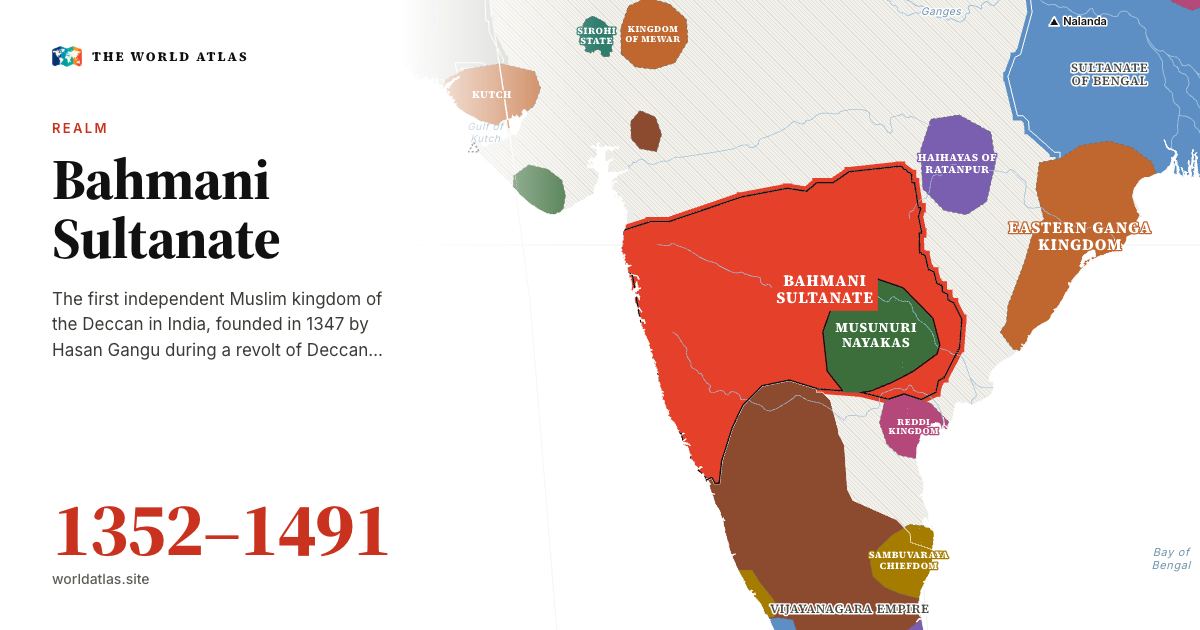 THE WORLD ATLAS
REALM
Bahmani
Sultanate
The first independent Muslim kingdom of
the Deccan in India, founded in 1347 by
Hasan Gangu during a revolt of Deccan...
1352–1491
worldatlas.site
Ganges
Nalanda
SIROHI
STATE
KINGDOM
OF MEWAR
SULTANATE
OF BENGAL
KUTCH
Gulf of
Kutch
HAIHAYAS OF
RATANPUR
EASTERN GANGA
KINGDOM
BAHMANI
SULTANATE
MUSUNURI
NAYAKAS
REDDI
KINGDOM
SAMBUVARAYA
CHIEFDOM
Bay of
Bengal
VIJAYANAGARA EMPIRE